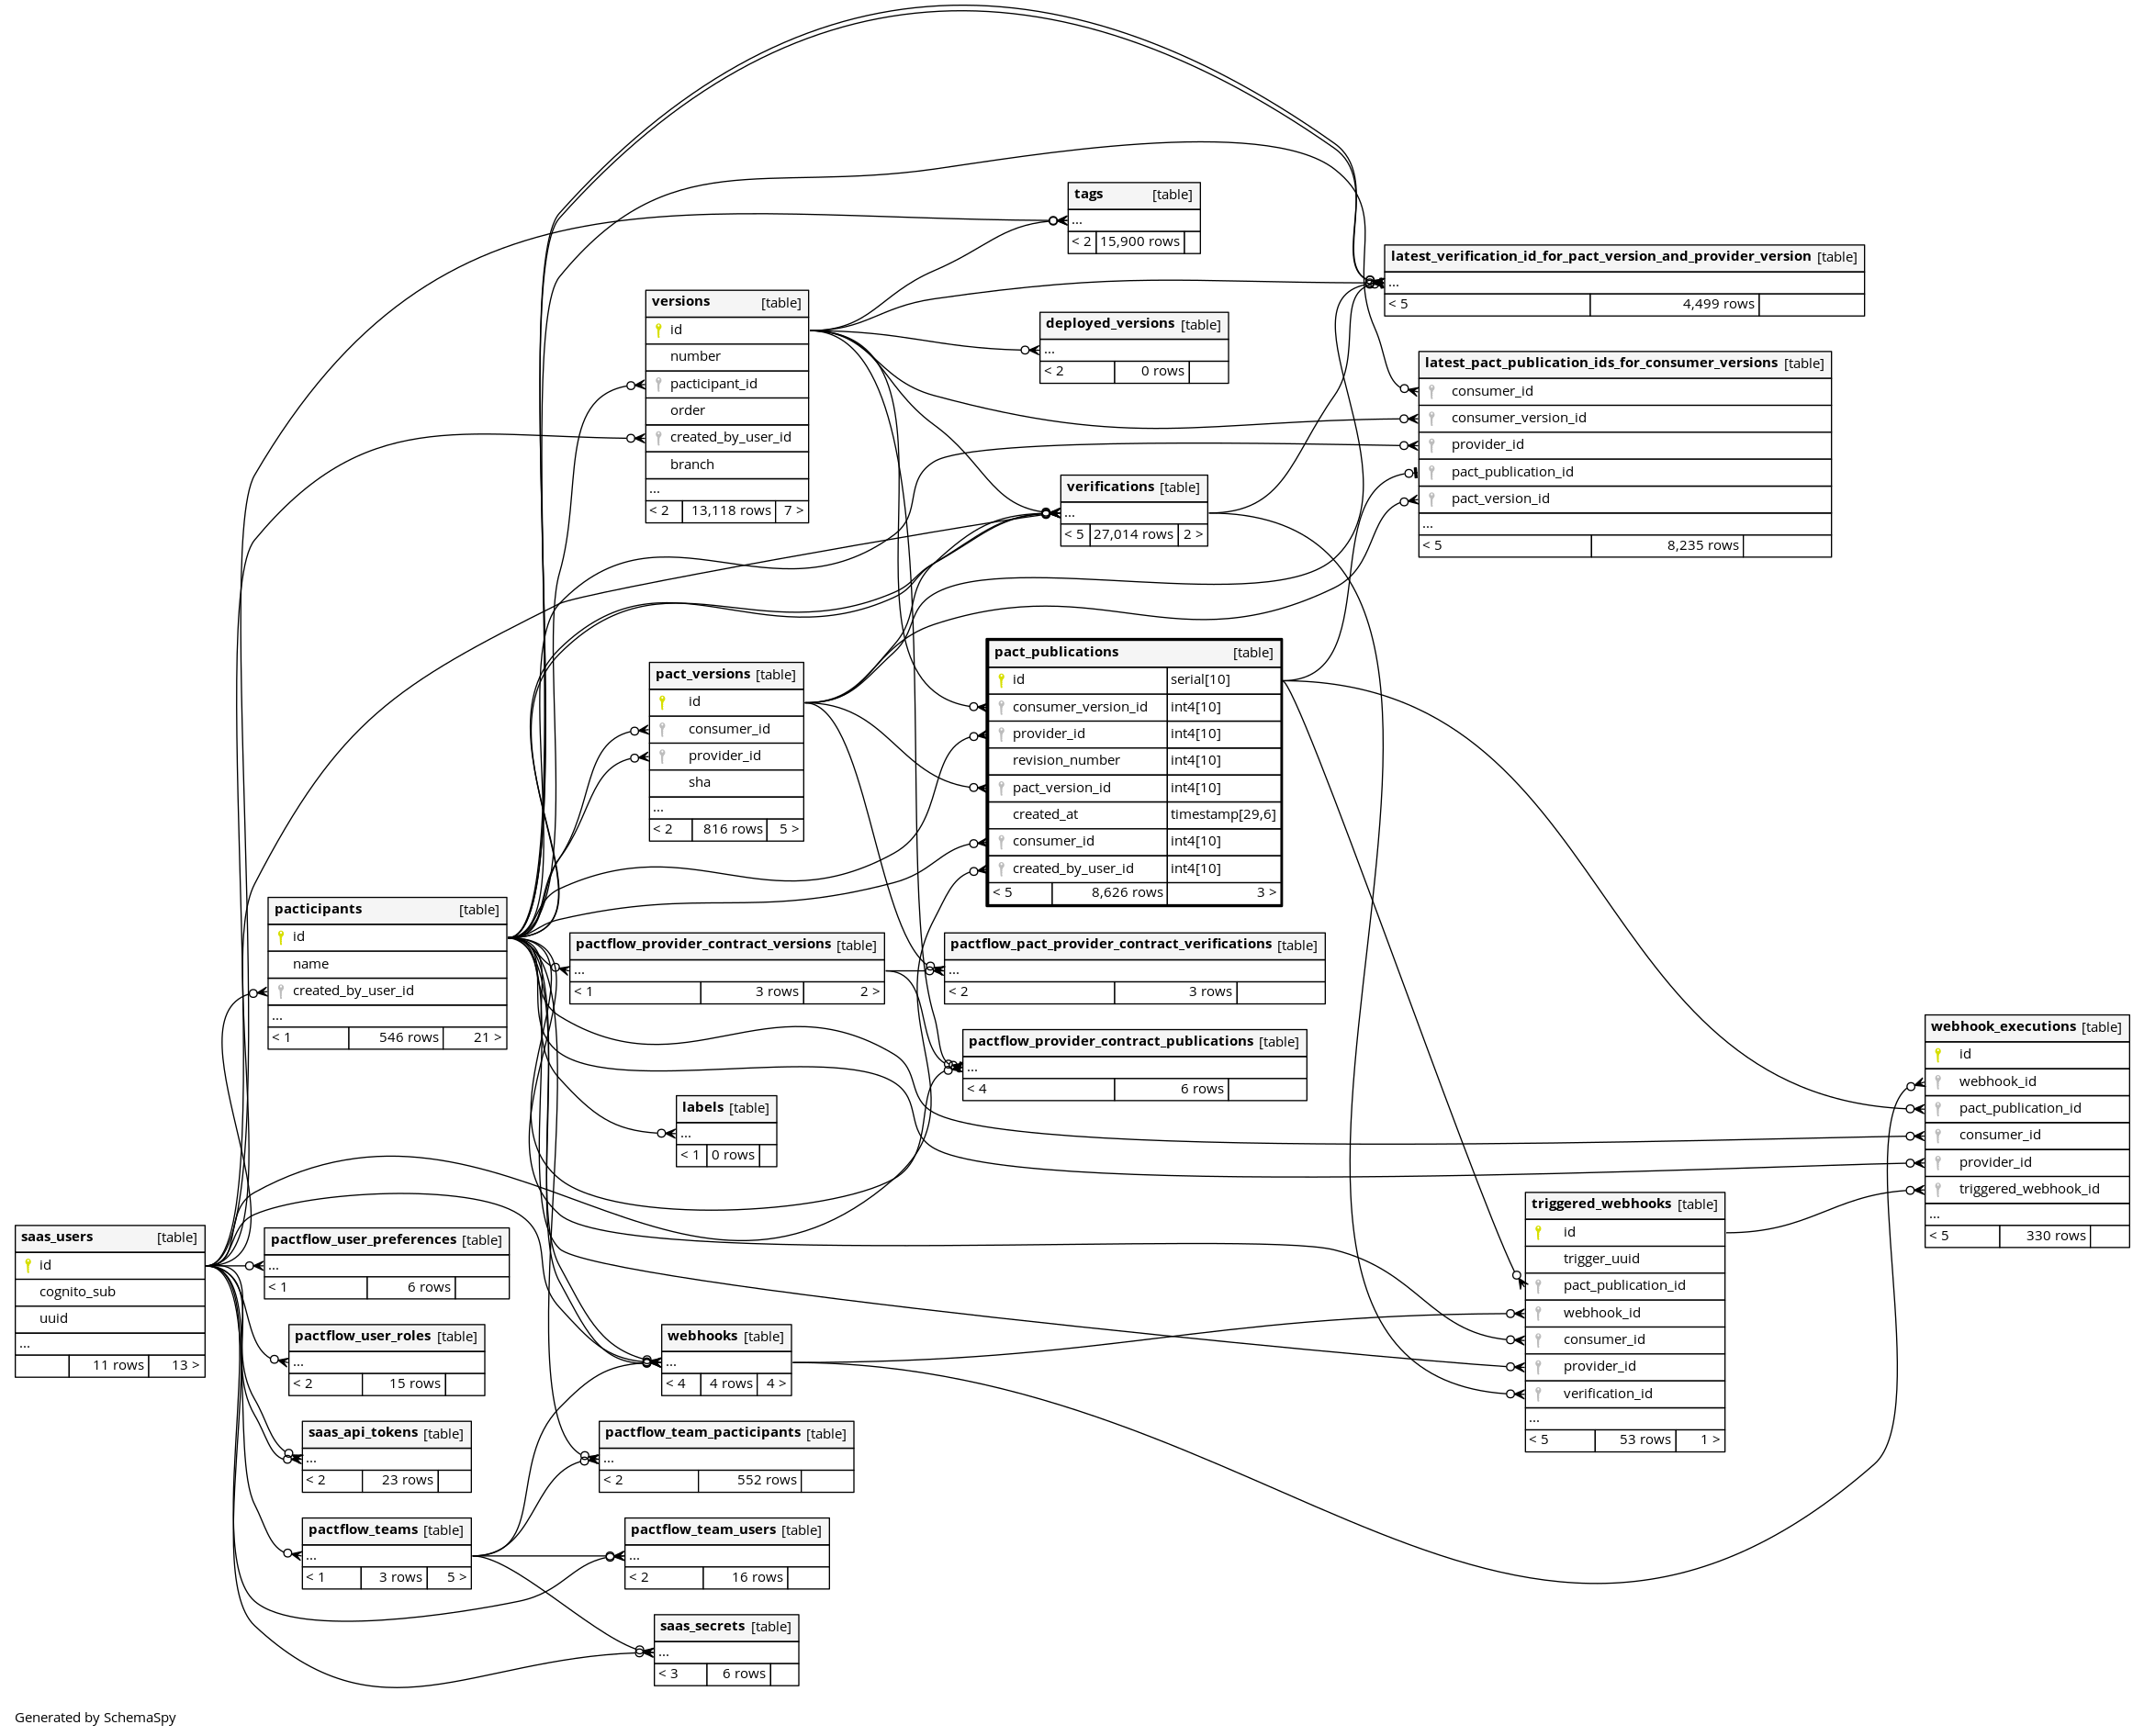 tags [table]
...
< 2 15,900 rows
latest_verification_id_for_pact_version_and_provider_version [table]
...
< 5 4,499 rows
versions [table]
id
number
pacticipant_id
order
created_by_user_id
branch
...
< 2 13,118 rows 7 >
deployed_versions [table]
...
< 2 0 rows
latest_pact_publication_ids_for_consumer_versions [table]
consumer_id
consumer_version_id
provider_id
pact_publication_id
pact_version_id
...
< 5 8,235 rows
verifications [table]
...
< 5 27,014 rows 2 >
pact_versions [table]
id
consumer_id
provider_id
sha
...
< 2 816 rows 5 >
pact_publications [table]
id serial[10]
consumer_version_id int4[10]
provider_id int4[10]
revision_number int4[10]
pact_version_id int4[10]
created_at timestamp[29,6]
consumer_id int4[10]
created_by_user_id int4[10]
< 5 8,626 rows 3 >
pacticipants [table]
id
name
created_by_user_id
...
< 1 546 rows 21 >
pactflow_provider_contract_versions [table]
...
< 1 3 rows 2 >
pactflow_pact_provider_contract_verifications [table]
...
< 2 3 rows
pactflow_provider_contract_publications [table]
...
< 4 6 rows
webhook_executions [table]
id
webhook_id
pact_publication_id
consumer_id
provider_id
triggered_webhook_id
...
< 5 330 rows
labels [table]
...
< 1 0 rows
triggered_webhooks [table]
id
trigger_uuid
pact_publication_id
webhook_id
consumer_id
provider_id
verification_id
...
< 5 53 rows 1 >
saas_users [table]
id
cognito_sub
uuid
...
11 rows 13 >
pactflow_user_preferences [table]
...
< 1 6 rows
pactflow_user_roles [table]
...
< 2 15 rows
webhooks [table]
...
< 4 4 rows 4 >
saas_api_tokens [table]
...
< 2 23 rows
pactflow_team_pacticipants [table]
...
< 2 552 rows
pactflow_teams [table]
...
< 1 3 rows 5 >
pactflow_team_users [table]
...
< 2 16 rows
saas_secrets [table]
...
< 3 6 rows
Generated by SchemaSpy